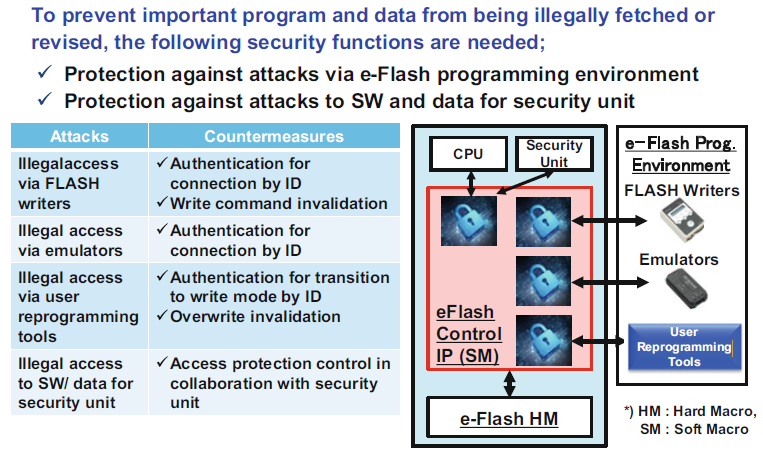 To prevent important program and data from being illegally fetched or
revised, the following security functions are needed;
✓ Protection against attacks via e-Flash programming environment
✓ Protection against attacks to SW and data for security unit
Attacks
Countermeasures
Illegalaccess
via FLASH
writers
✓Authentication for
connection by ID
✓Write command invalidation
Illegal access
via emulators
✓Authentication for
connection by ID
Illegal access
via user
reprogramming
tools
✓Authentication for transition
to write mode by ID
✓Overwrite invalidation
Illegal access
to SW/ data for
security unit
✓Access protection control in
collaboration with security
unit
CPU
Security
Unit
eFlash
Control
IP (SM)
e-Flash HM
e-Flash Prog.
Environment
FLASH Writers
Emulators
User
Reprogramming
Tools
*) HM : Hard Macro,
SM : Soft Macro